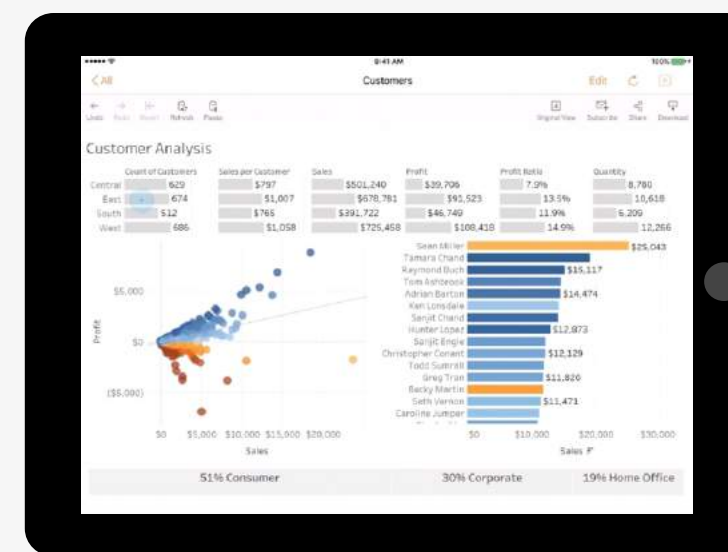 9:41 AM 100%
< All Customers Edit
Undo Redo Revert Refresh Pause Original View Subscribe Share Download
Customer Analysis
Count of Customers Sales per Customer Sales Profit Profit Ratio Quantity
Central 629 $797 $501,240 $39,706 7.9% 8,780
East 674 $1,007 $678,781 $91,523 13.5% 10,618
South 512 $765 $391,722 $46,749 11.9% 6,209
West 686 $1,058 $725,458 $108,418 14.9% 12,266
Sean Miller $25,043
Tamara Chand
Raymond Buch $15,117
Tom Ashbrook
Adrian Barton $14,474
Ken Lonsdale
Sanjit Chand
Hunter Lopez $12,873
Sanjit Engle
Christopher Conant $12,129
Todd Sumrall
Greg Tran $11,820
Becky Martin
Seth Vernon $11,471
Caroline Jumper
Profit
$5,000
$0
($5,000)
$0 $5,000 $10,000 $15,000 $20,000
Sales
$0 $10,000 $20,000 $30,000
Sales
51% Consumer 30% Corporate 19% Home Office